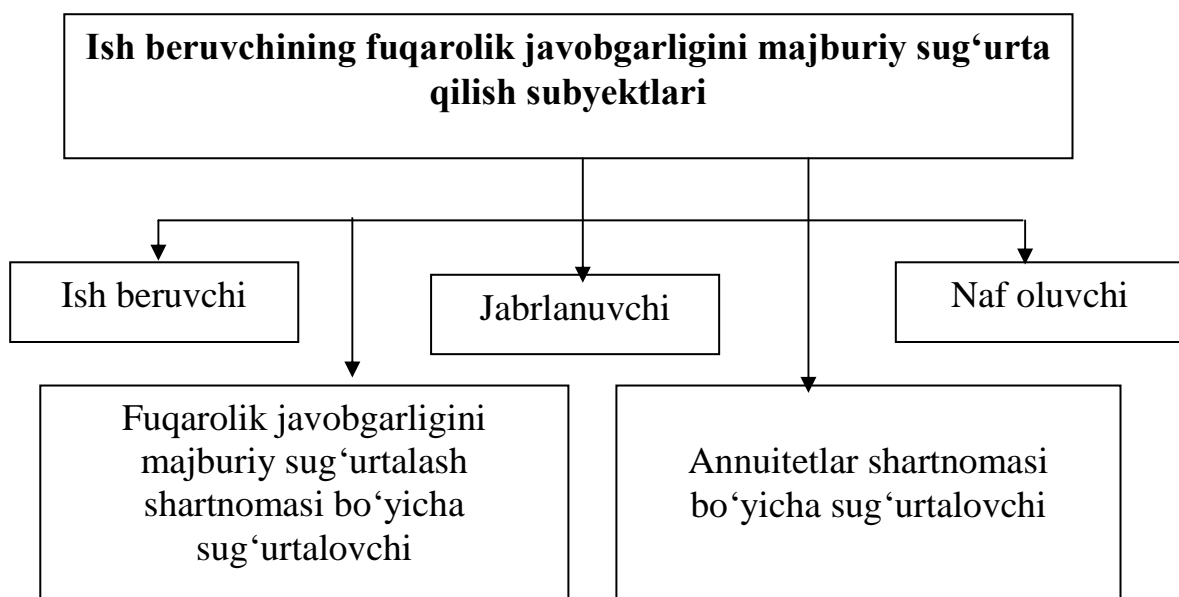 Ish beruvchining fuqarolik javobgarligini majburiy sug‘urta
qilish subyektlari
Ish beruvchi
Jabrlanuvchi
Naf oluvchi
Fuqarolik javobgarligini
majburiy sug‘urtalash
shartnomasi bo‘yicha
sug‘urtalovchi
Annuitetlar shartnomasi
bo‘yicha sug‘urtalovchi